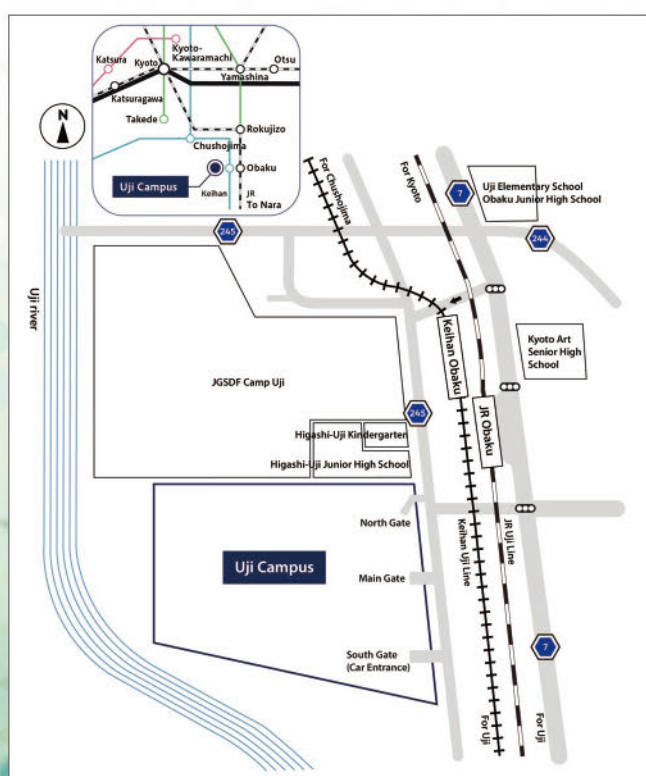 Kyoto-
Kawaramachi
Katsura
Kyoto
Otsu
Yamashina
Katsuragawa
Takede
Rokujizo
Chushojima
Obaku
Uji Campus
Keihan
JR
To Nara
N
For Chushojima
For Kyoto
7
Uji Elementary School
Obaku Junior High School
245
244
Uji river
Keihan Obaku
Kyoto Art
Senior High
School
JGSDF Camp Uji
JR Obaku
245
Higashi-Uji Kindergarten
Higashi-Uji Junior High School
North Gate
Keihan Uji Line
JR Uji Line
Uji Campus
Main Gate
South Gate
(Car Entrance)
7
For Uji
For Uji